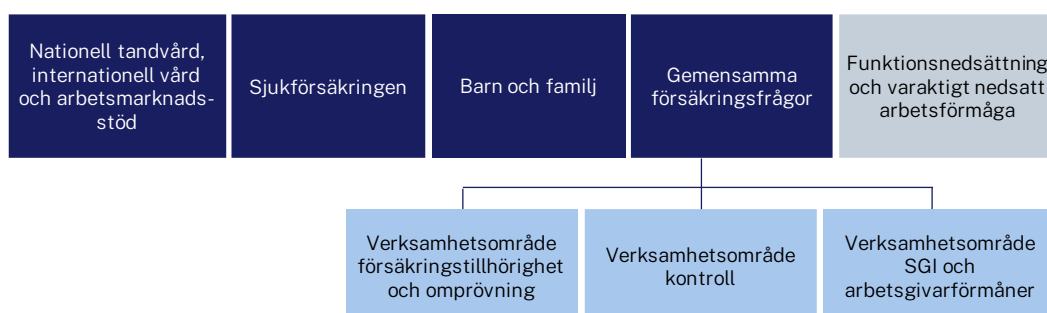 Nationell tandvård,
internationell vård
och arbetsmarknads-
stöd
Sjukförsäkringen
Barn och familj
Gemensamma
försäkringsfrågor
Funktionsnedsättning
och varaktigt nedsatt
arbetsförmåga
Verksamhetsområde
försäkringstillhörighet
och omprövning
Verksamhetsområde
kontroll
Verksamhetsområde
SGI och
arbetsgivarförmåner